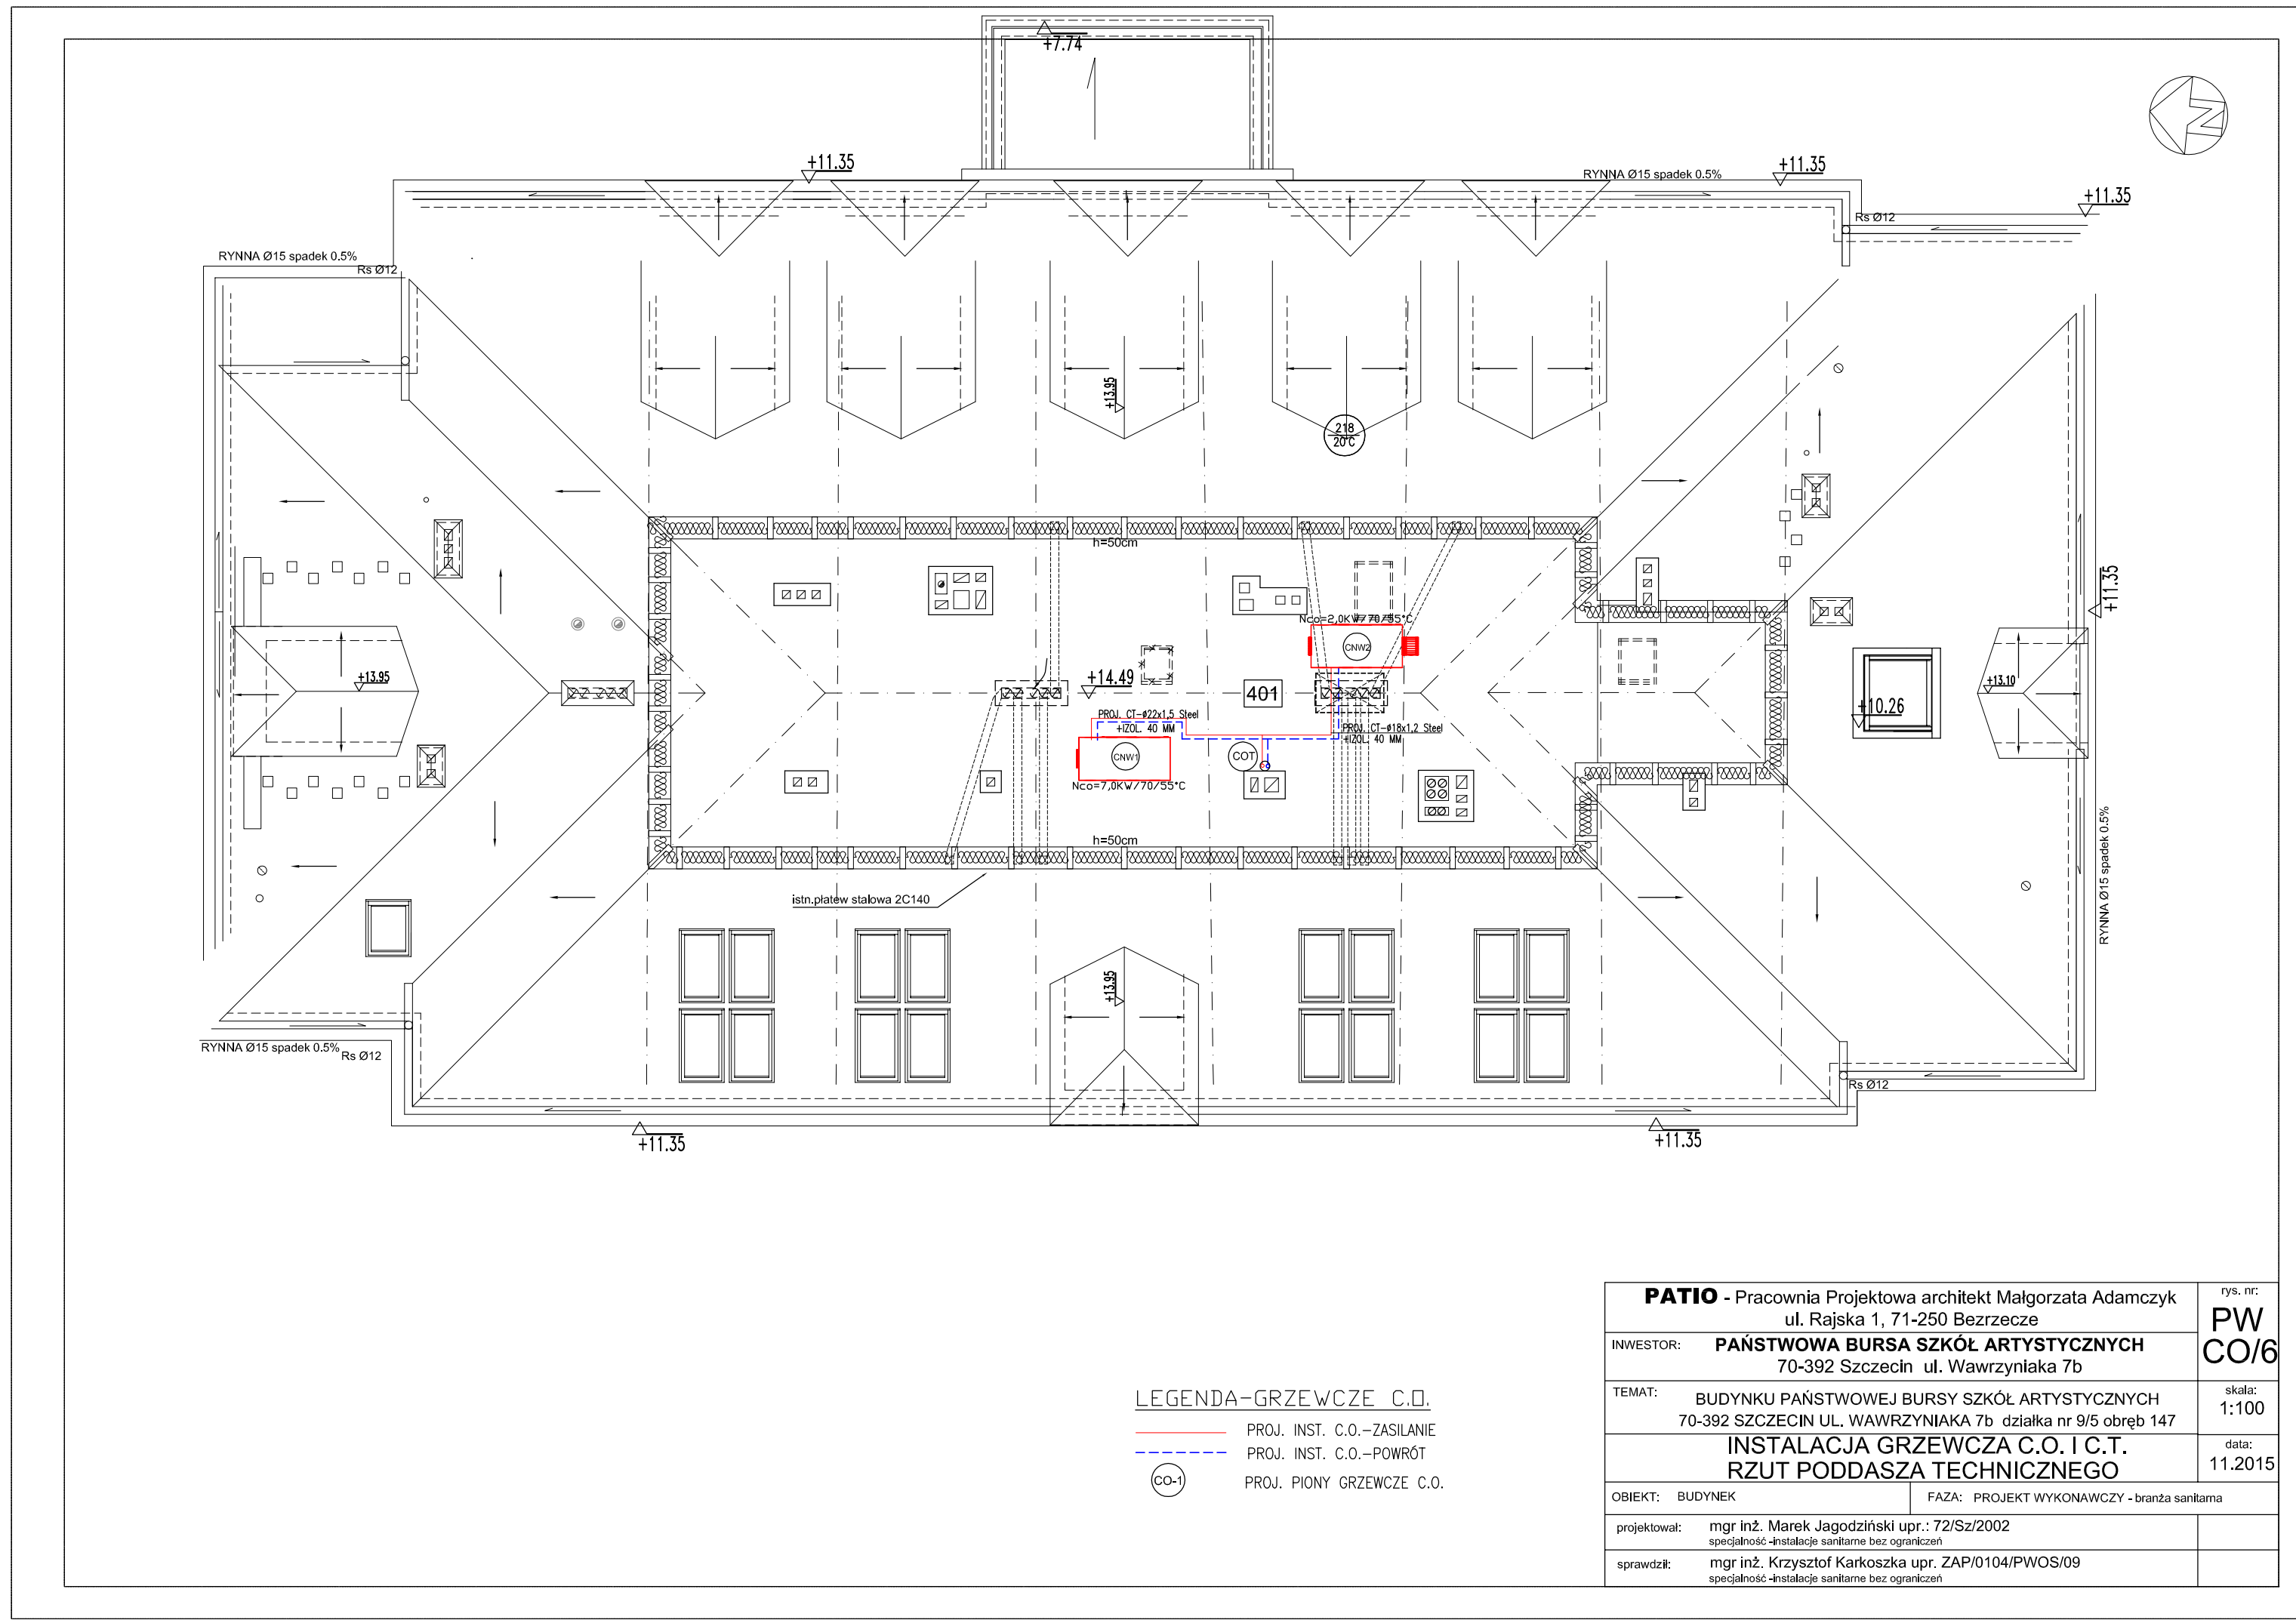 +7.74
+11.35
RYNNA Ø15 spadek 0.5%
+11.35
+11.35
Rs Ø12
N
RYNNA Ø15 spadek 0.5%
Rs Ø12
+13.95
218
20°C
h=50cm
Nco=2,0KW/70/55°C
CNW2
+13.95
+14.49
401
+13.10
+10.26
+11.35
PROJ. CT-ø22x1,5 Steel
+IZOL. 40 MM
PROJ. CT-ø18x1,2 Steel
+IZOL. 40 MM
CNW1
COT
Nco=7,0KW/70/55°C
h=50cm
istn.płatew stalowa 2C140
RYNNA Ø15 spadek 0.5%
+13.95
RYNNA Ø15 spadek 0.5%
Rs Ø12
Rs Ø12
+11.35
+11.35
LEGENDA-GRZEWCZE C.O.
PROJ. INST. C.O.-ZASILANIE
PROJ. INST. C.O.-POWRÓT
CO-1
PROJ. PIONY GRZEWCZE C.O.
PATIO - Pracownia Projektowa architekt Małgorzata Adamczyk
ul. Rajska 1, 71-250 Bezrzecze
rys. nr:
PW
CO/6
INWESTOR: PAŃSTWOWA BURSA SZKÓŁ ARTYSTYCZNYCH
70-392 Szczecin ul. Wawrzyniaka 7b
TEMAT: BUDYNKU PAŃSTWOWEJ BURSY SZKÓŁ ARTYSTYCZNYCH
70-392 SZCZECIN UL. WAWRZYNIAKA 7b działka nr 9/5 obręb 147
skala:
1:100
INSTALACJA GRZEWCZA C.O. I C.T.
RZUT PODDASZA TECHNICZNEGO
data:
11.2015
OBIEKT: BUDYNEK
FAZA: PROJEKT WYKONAWCZY - branża sanitarna
projektował: mgr inż. Marek Jagodziński upr.: 72/Sz/2002
specjalność -instalacje sanitarne bez ograniczeń
sprawdził: mgr inż. Krzysztof Karkoszka upr. ZAP/0104/PWOS/09
specjalność -instalacje sanitarne bez ograniczeń